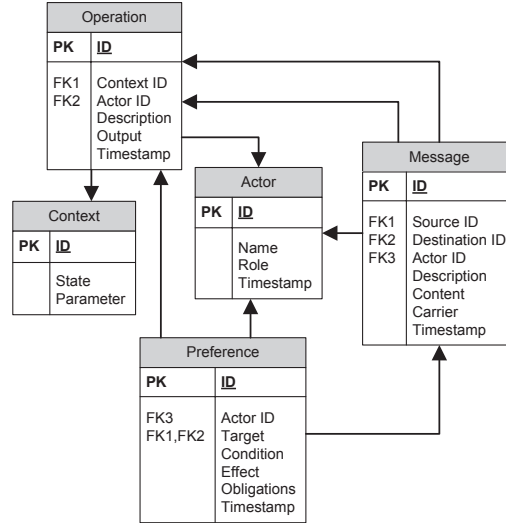 Operation
PK ID
FK1 Context ID
FK2 Actor ID
Description
Output
Timestamp
Message
PK ID
FK1 Source ID
FK2 Destination ID
FK3 Actor ID
Description
Content
Carrier
Timestamp
Actor
PK ID
Name
Role
Timestamp
Context
PK ID
State
Parameter
Preference
PK ID
FK3 Actor ID
FK1,FK2 Target
Condition
Effect
Obligations
Timestamp